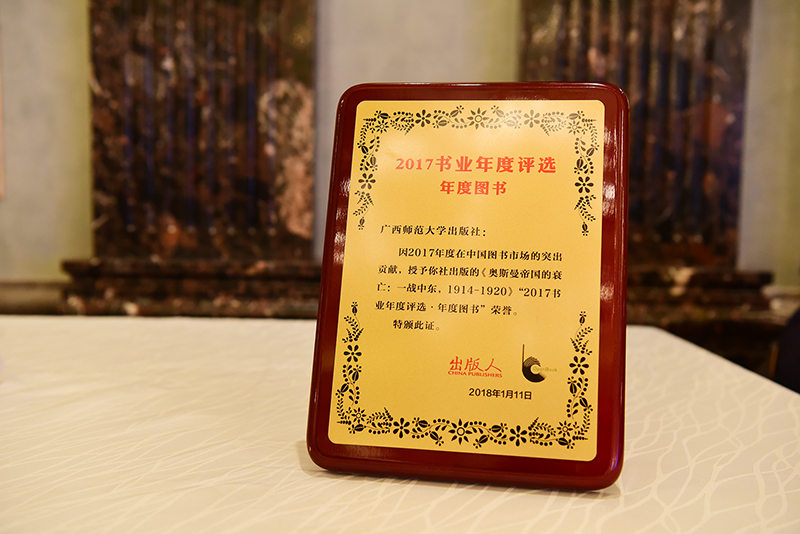 2017书业年度评选
年度图书
广西师范大学出版社：
因2017年度在中国图书市场的突出
贡献，授予你社出版的《奥斯曼帝国的衰
亡：一战中东，1914-1920》“2017书
业年度评选·年度图书”荣誉。
特颁此证。
出版人
CHINA PUBLISHERS
OpenBook
2018年1月11日